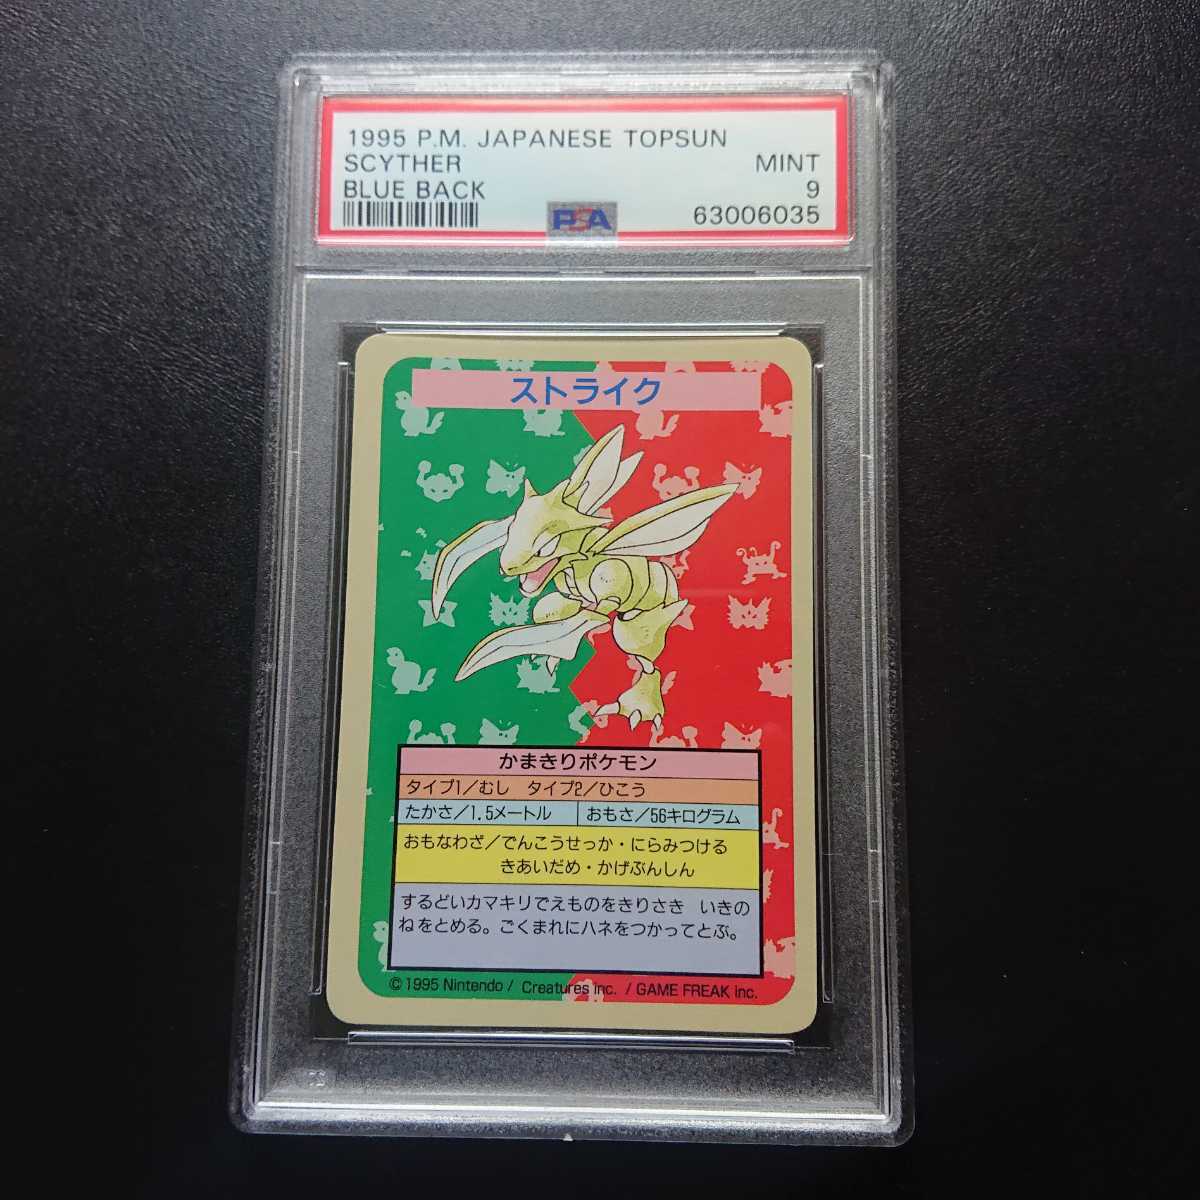 1995 P.M. JAPANESE TOPSUN
SCYTHER MINT
BLUE BACK 9
PSA 63006035
ストライク
かまきりポケモン
タイプ1/むし タイプ2/ひこう
たかさ/1.5メートル おもさ/56キログラム
おもなわざ/でんこうせっか・にらみつける
きあいだめ・かげぶんしん
するどいカマキリでえものをきりさき いきの
ねをとめる。ごくまれにハネをつかってとぶ。
©1995 Nintendo / Creatures inc. / GAME FREAK inc.